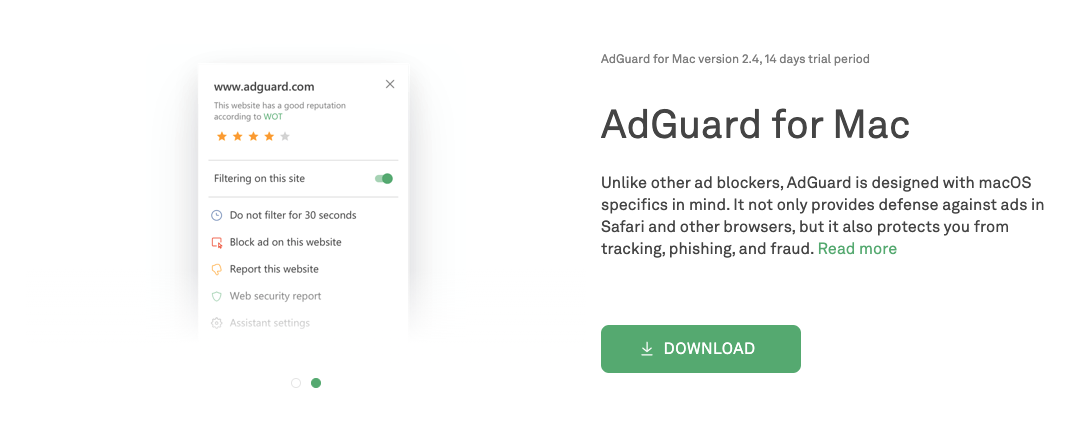 www.adguard.com
This website has a good reputation
according to WOT
Filtering on this site
Do not filter for 30 seconds
Block ad on this website
Report this website
Web security report
Assistant settings
AdGuard for Mac version 2.4, 14 days trial period
AdGuard for Mac
Unlike other ad blockers, AdGuard is designed with macOS
specifics in mind. It not only provides defense against ads in
Safari and other browsers, but it also protects you from
tracking, phishing, and fraud. Read more
DOWNLOAD